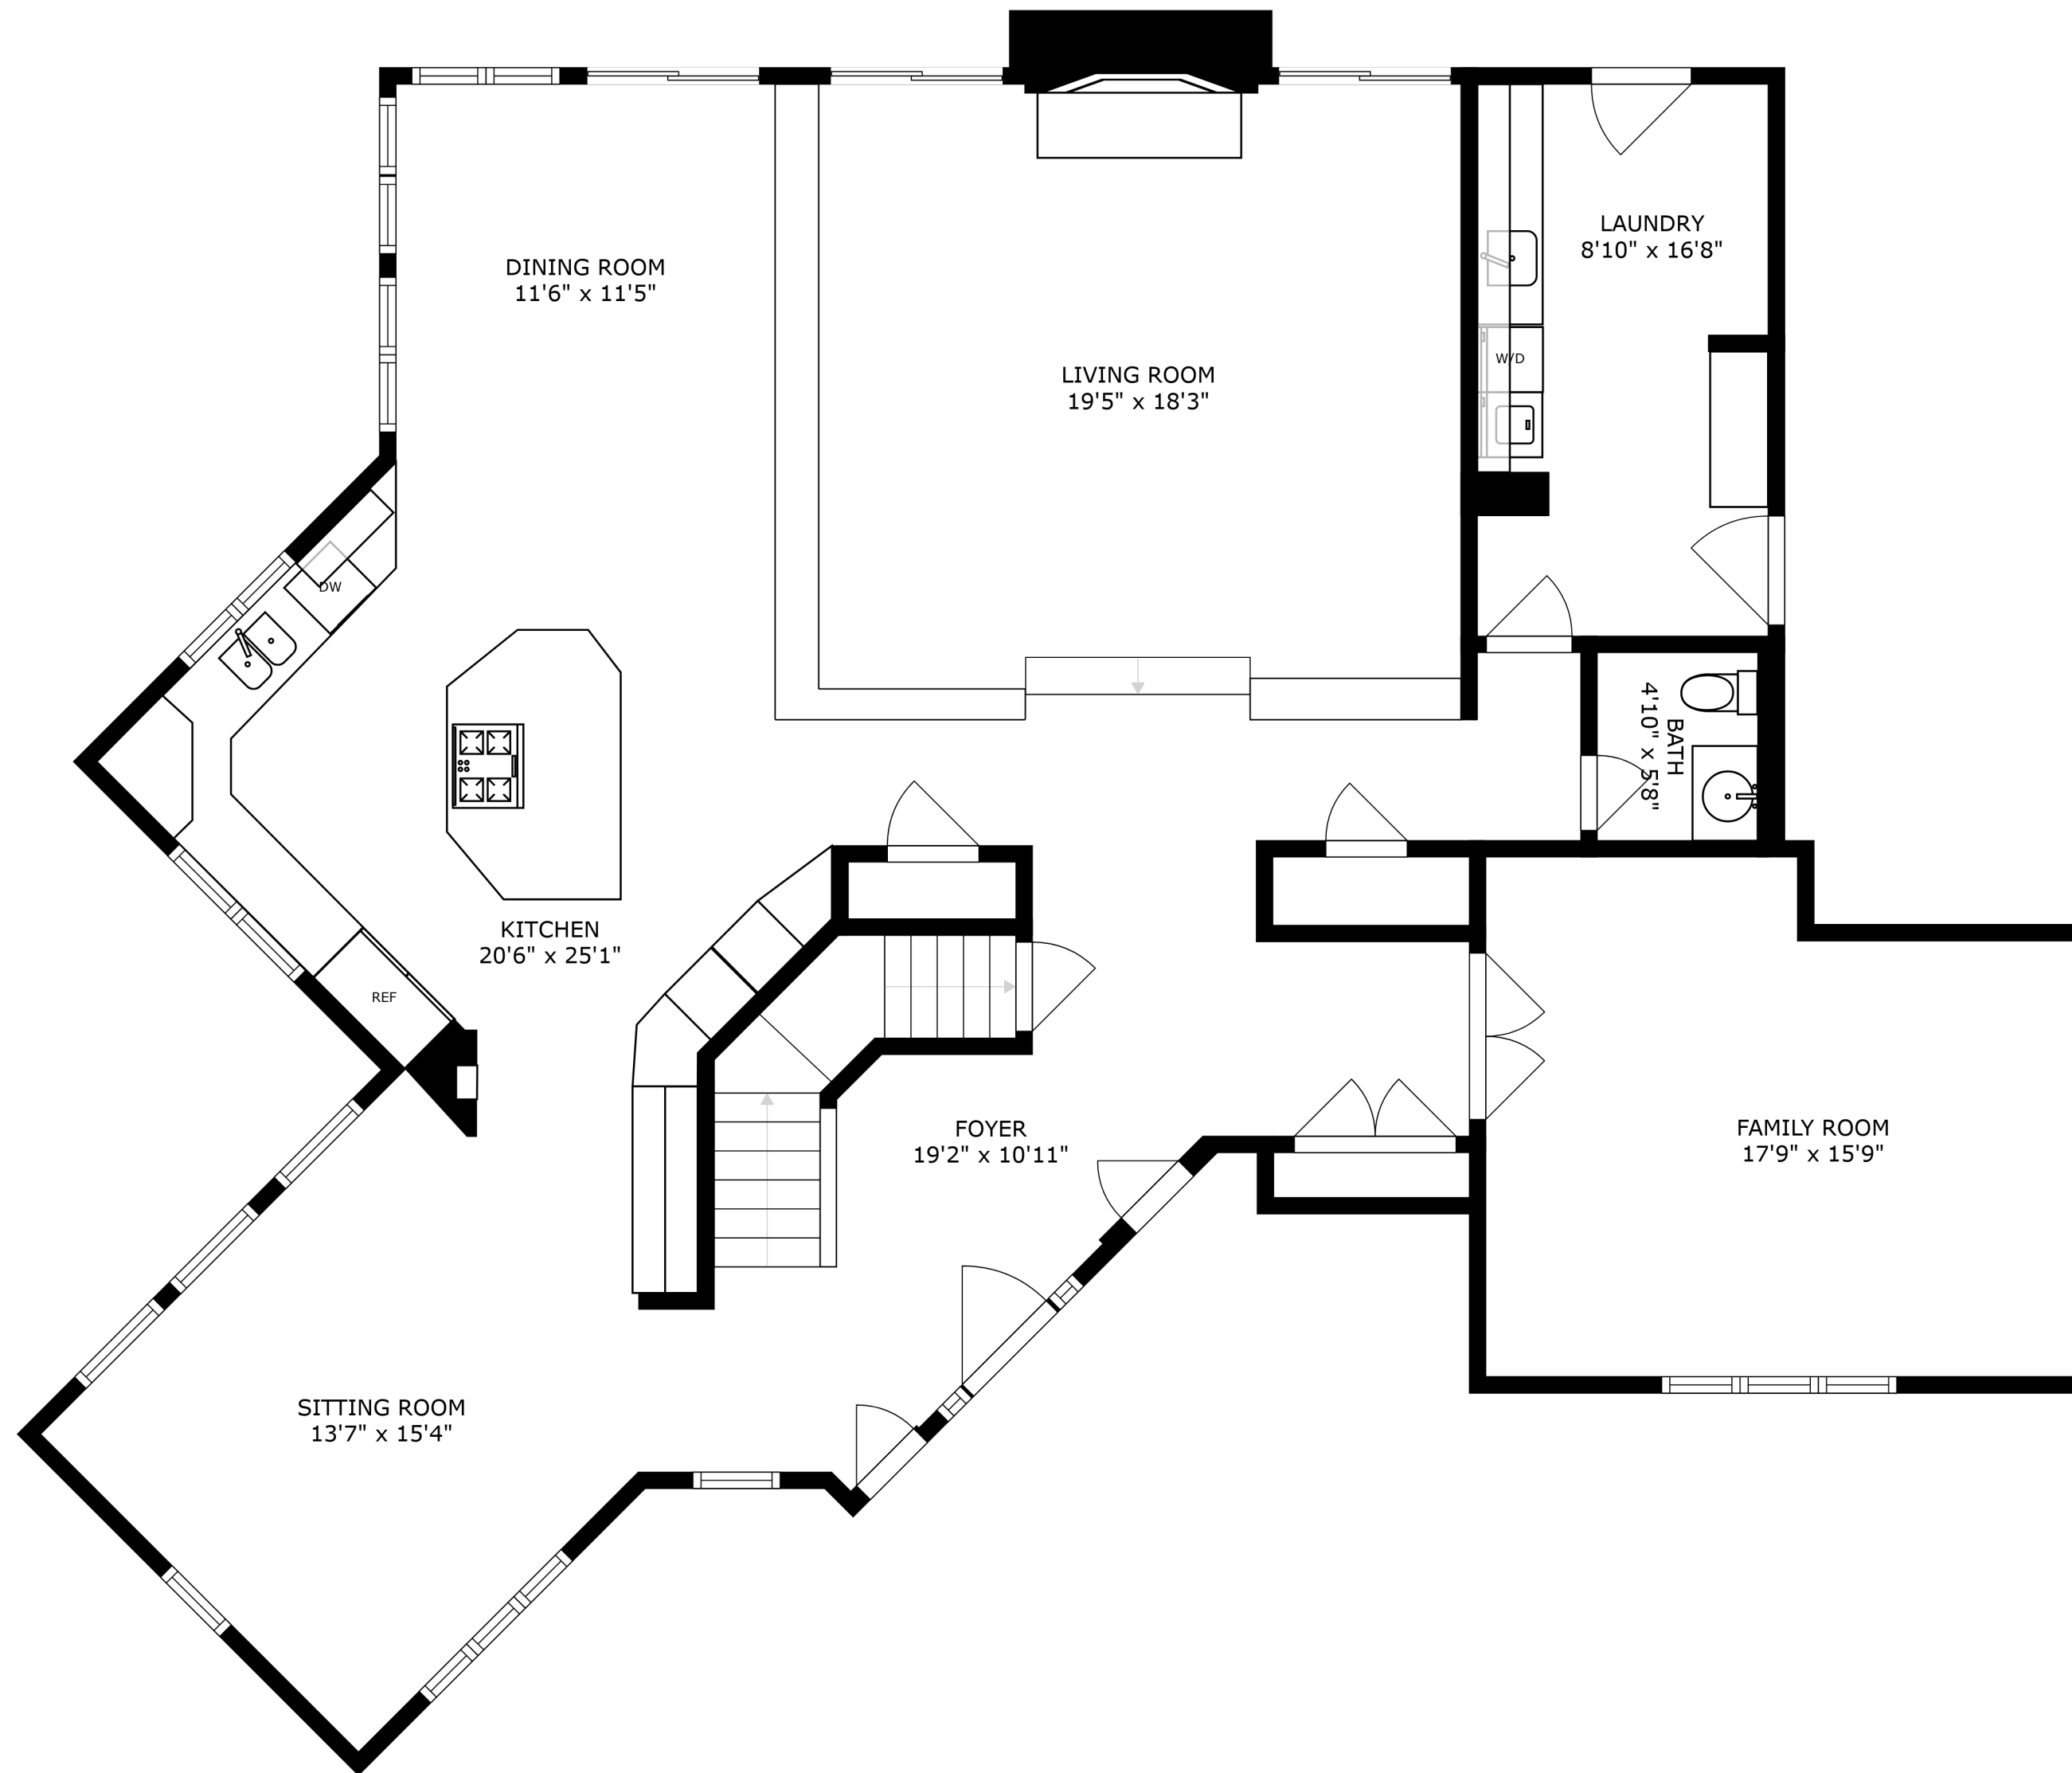 LAUNDRY
8'10" x 16'8"
DINING ROOM
11'6" x 11'5"
W/D
LIVING ROOM
19'5" x 18'3"
DW
BATH
4'10" x 5'8"
KITCHEN
20'6" x 25'1"
REF
FOYER
19'2" x 10'11"
FAMILY ROOM
17'9" x 15'9"
SITTING ROOM
13'7" x 15'4"